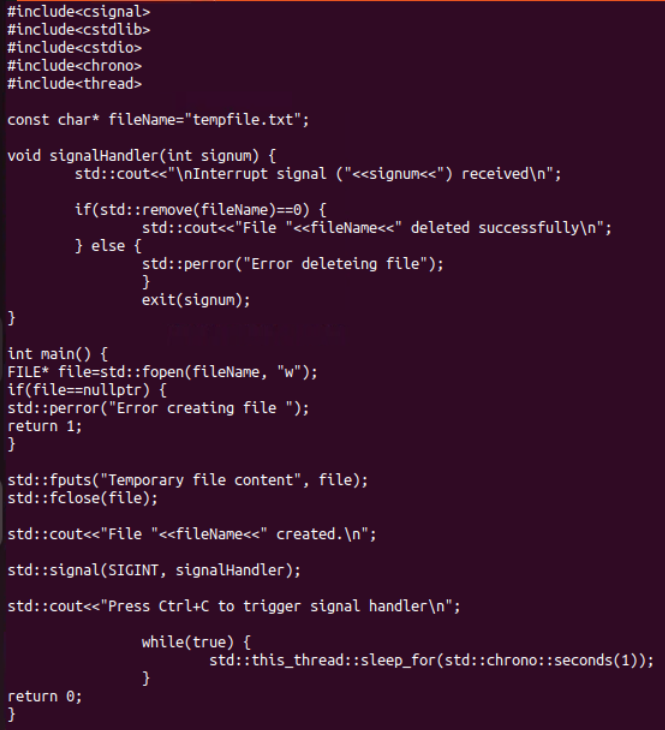 #include<csignal>
#include<cstdlib>
#include<cstdio>
#include<chrono>
#include<thread>
const char* fileName="tempfile.txt";
void signalHandler(int signum) {
std::cout<<"\nInterrupt signal ("<<signum<<") received\n";
if(std::remove(fileName)==0) {
std::cout<<"File "<<fileName<<" deleted successfully\n";
} else {
std::perror("Error deleteing file");
}
exit(signum);
}
int main() {
FILE* file=std::fopen(fileName, "w");
if(file==nullptr) {
std::perror("Error creating file ");
return 1;
}
std::fputs("Temporary file content", file);
std::fclose(file);
std::cout<<"File "<<fileName<<" created.\n";
std::signal(SIGINT, signalHandler);
std::cout<<"Press Ctrl+C to trigger signal handler\n";
while(true) {
std::this_thread::sleep_for(std::chrono::seconds(1));
}
return 0;
}